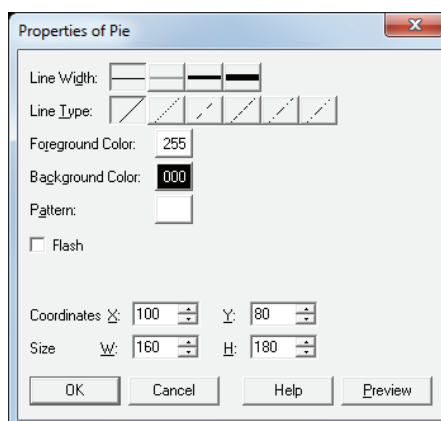 Properties of Pie
Line Width:
Line Type:
Foreground Color: 255
Background Color: 000
Pattern:
Flash
Coordinates X: 100 Y: 80
Size W: 160 H: 180
OK Cancel Help Preview